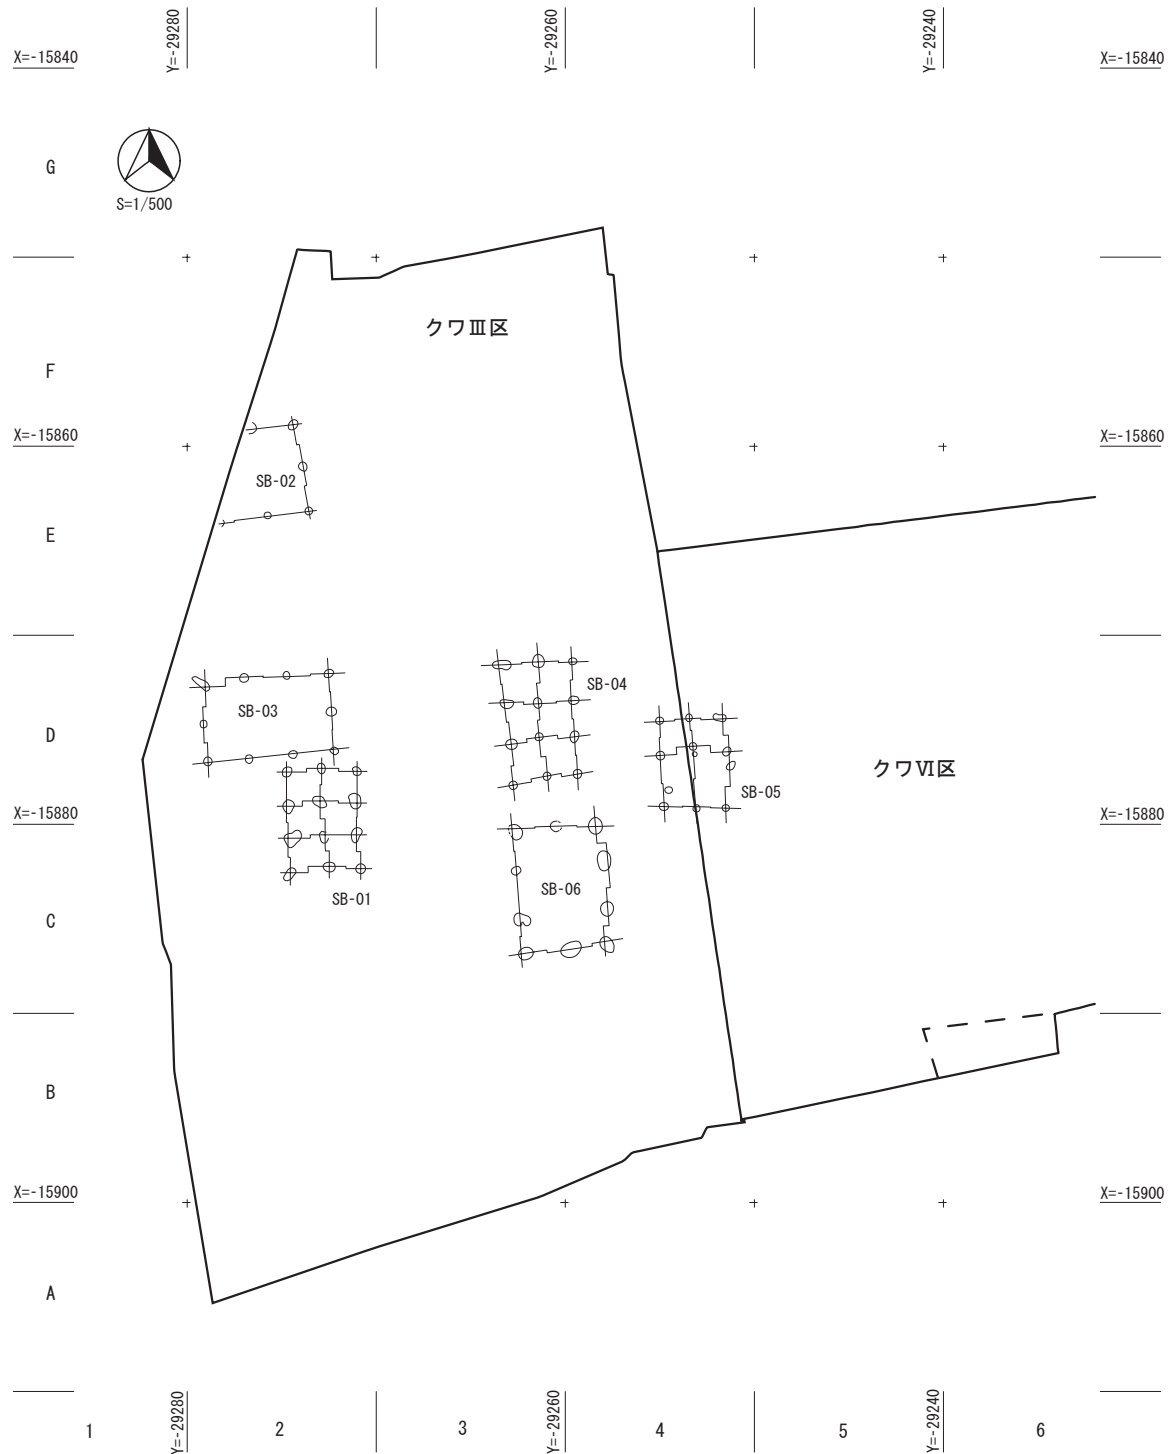 Y=-29280
Y=-29260
Y=-29240
X=-15840
X=-15840
G
S=1/500
クワⅢ区
F
X=-15860
X=-15860
SB-02
E
SB-04
SB-03
D
クワⅥ区
SB-05
X=-15880
X=-15880
SB-06
SB-01
C
B
X=-15900
X=-15900
A
Y=-29280
Y=-29260
Y=-29240
1
2
3
4
5
6